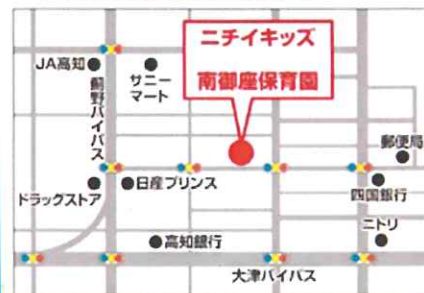 ニチイキッズ
南御座保育園
JA高知
サニー
マート
薊野バイパス
郵便局
ドラッグストア
日産プリンス
四国銀行
ニトリ
高知銀行
大津バイパス